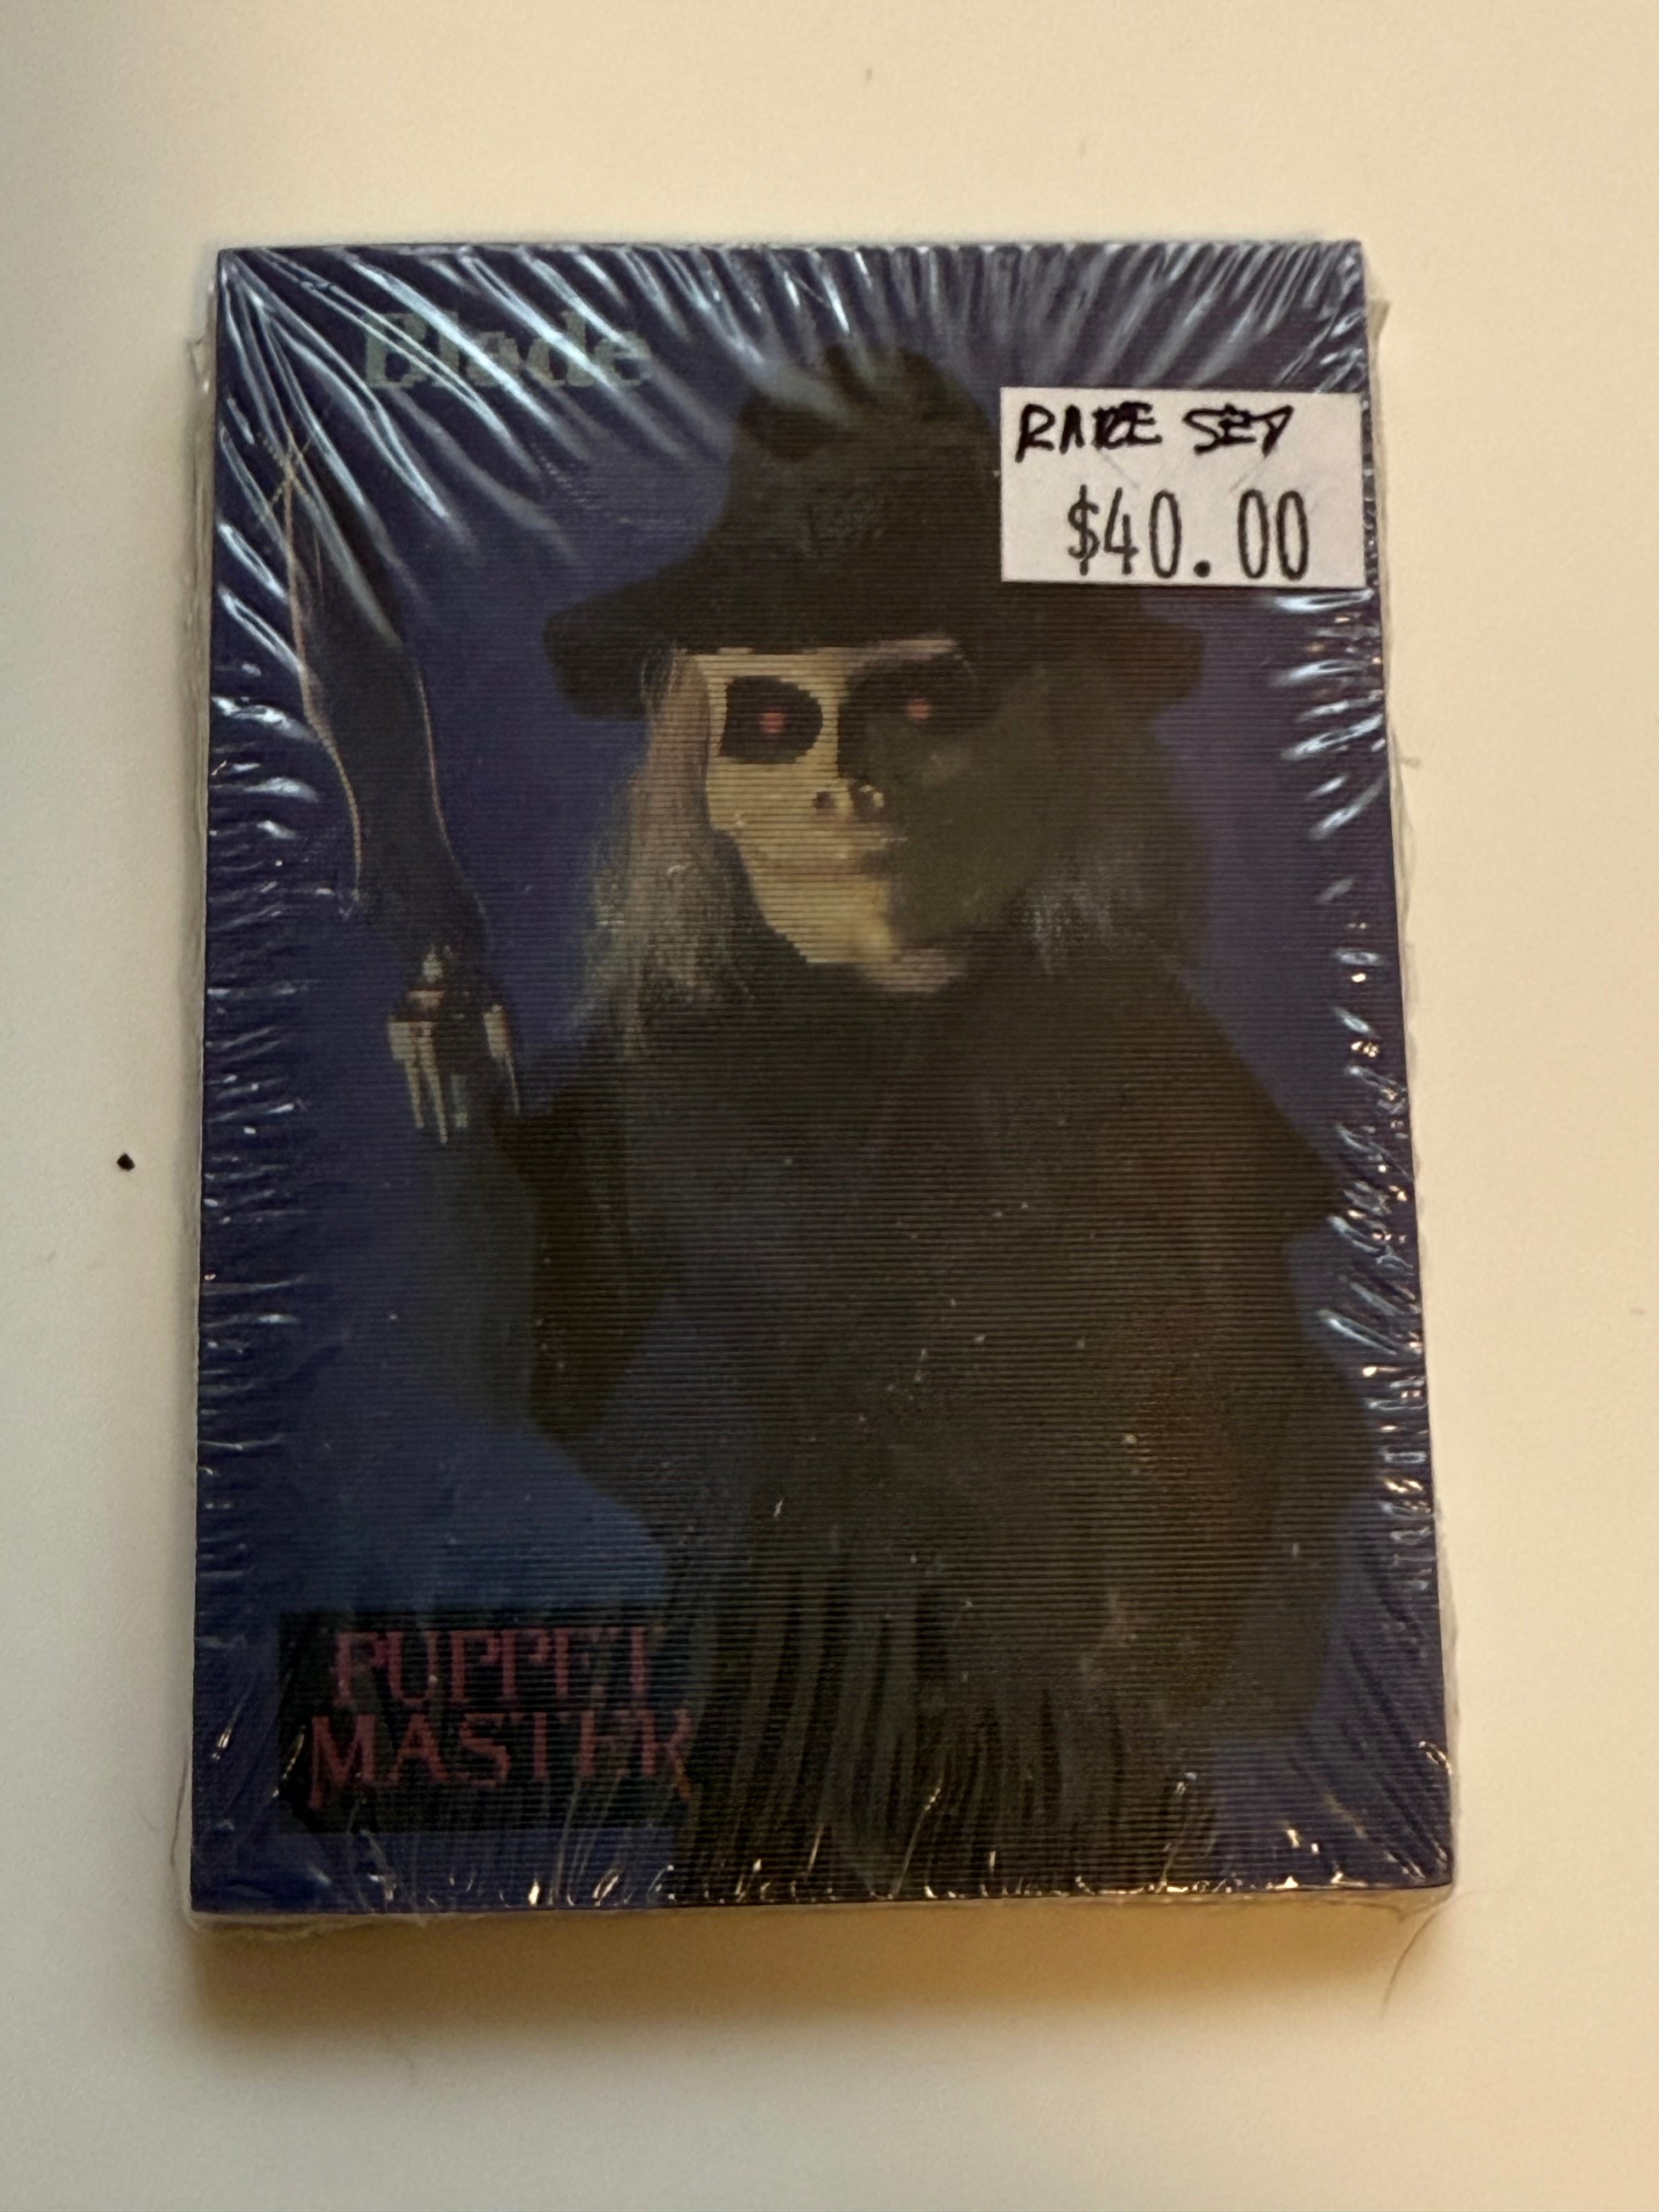 Blade
RARE SET
$40.00
PUPPET
MASTER